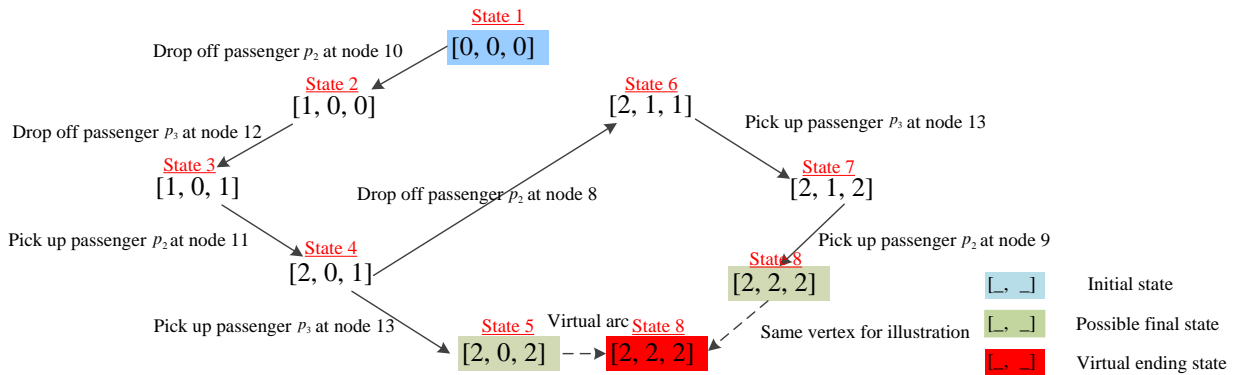 State 1
[0, 0, 0]
Drop off passenger p₂ at node 10
State 2
[1, 0, 0]
State 6
[2, 1, 1]
Drop off passenger p₃ at node 12
Pick up passenger p₃ at node 13
State 3
[1, 0, 1]
State 7
[2, 1, 2]
Drop off passenger p₂ at node 8
Pick up passenger p₂ at node 11
State 4
[2, 0, 1]
Pick up passenger p₂ at node 9
State 8
[2, 2, 2]
[_, _] Initial state
Pick up passenger p₃ at node 13
State 5
[2, 0, 2]
Virtual arc
State 8
[2, 2, 2]
Same vertex for illustration
[_, _] Possible final state
[_, _] Virtual ending state